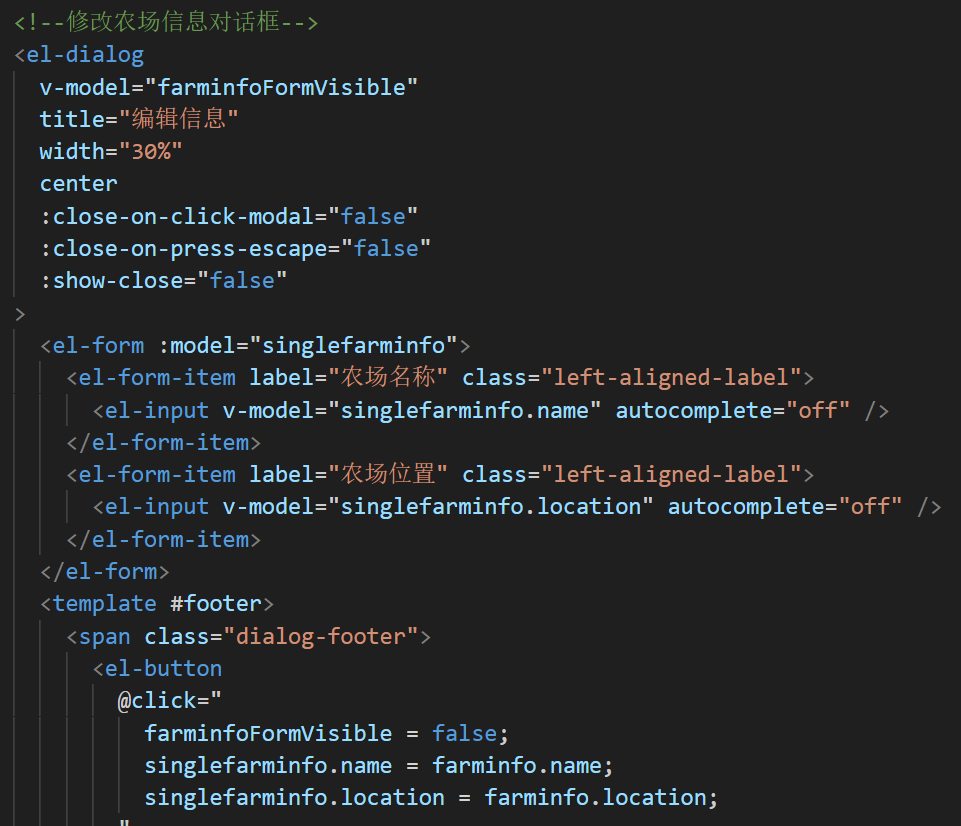 <!--修改农场信息对话框-->
<el-dialog
v-model="farminfoFormVisible"
title="编辑信息"
width="30%"
center
:close-on-click-modal="false"
:close-on-press-escape="false"
:show-close="false"
>
<el-form :model="singlefarminfo">
<el-form-item label="农场名称" class="left-aligned-label">
<el-input v-model="singlefarminfo.name" autocomplete="off" />
</el-form-item>
<el-form-item label="农场位置" class="left-aligned-label">
<el-input v-model="singlefarminfo.location" autocomplete="off" />
</el-form-item>
</el-form>
<template #footer>
<span class="dialog-footer">
<el-button
@click="
farminfoFormVisible = false;
singlefarminfo.name = farminfo.name;
singlefarminfo.location = farminfo.location;
"